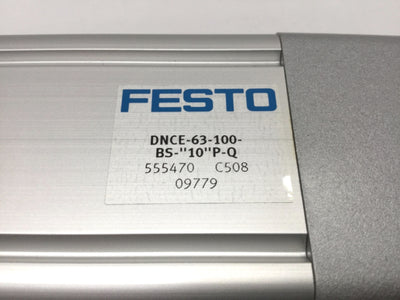 FESTO
DNCE-63-100-
BS-"10"P-Q
555470 C508
09779